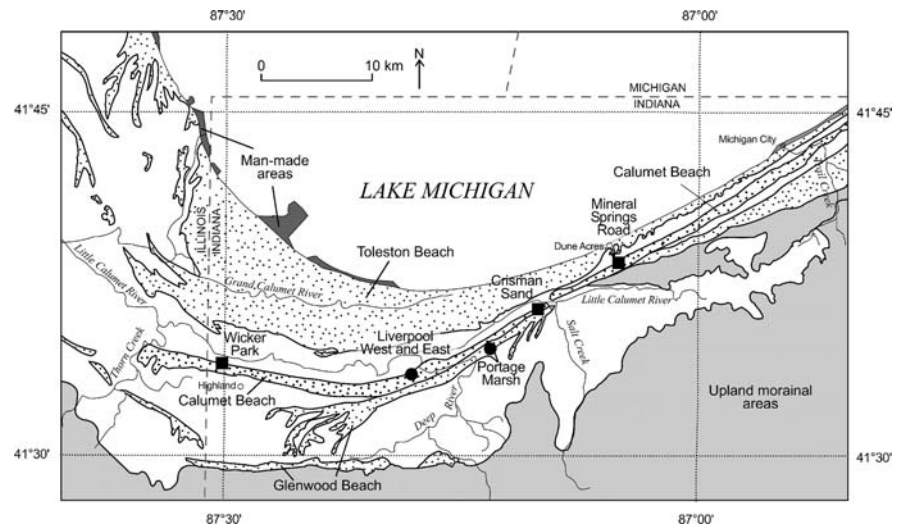 87°30'
87°00'
0
10 km
N
MICHIGAN
INDIANA
41°45'
41°45'
Michigan City
Trail Creek
Man-made
areas
LAKE MICHIGAN
Calumet Beach
Mineral
Springs
Road
Dune Acres
ILLINOIS
INDIANA
Toleston Beach
Little Calumet River
Grand Calumet River
Crisman
Sand
Little Calumet River
Thorn Creek
Wicker
Park
Liverpool
West and East
Salt Creek
Portage
Marsh
Highland
Calumet Beach
Deep
River
Upland morainal
areas
41°30'
41°30'
Glenwood Beach
87°30'
87°00'